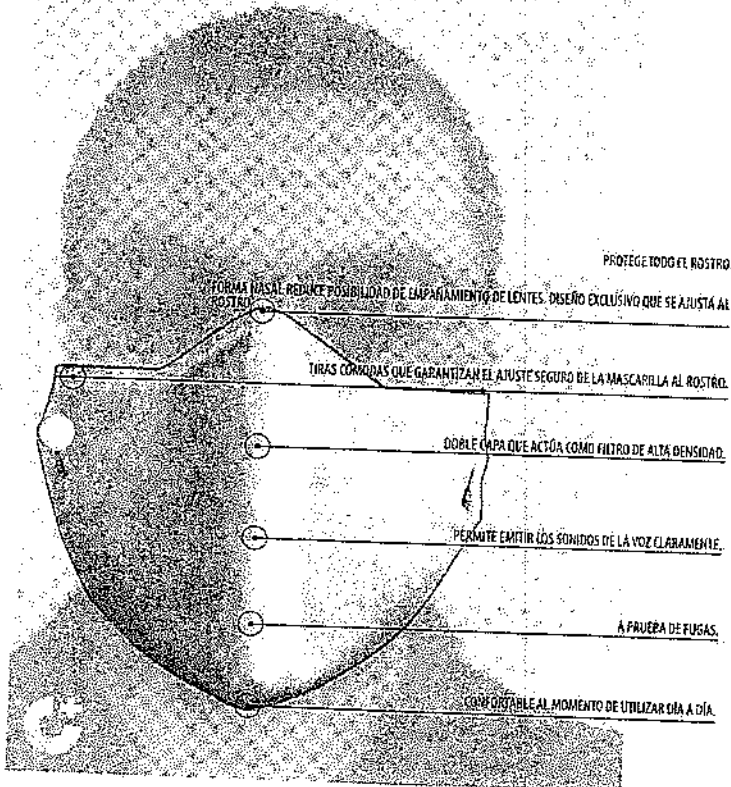 PROTEGE TODO EL ROSTRO
FORMA NASAL REDUCE POSIBILIDAD DE EMPAÑAMIENTO DE LENTES. DISEÑO EXCLUSIVO QUE SE AJUSTA AL
ROSTRO
TIRAS COMODAS QUE GARANTIZAN EL AJUSTE SEGURO DE LA MASCARILLA AL ROSTRO.
DOBLE CAPA QUE ACTÚA COMO FILTRO DE ALTA DENSIDAD.
PERMITE EMITIR LOS SONIDOS DE LA VOZ CLARAMENTE.
A PRUEBA DE FUGAS.
CONFORTABLE AL MOMENTO DE UTILIZAR DÍA A DÍA.